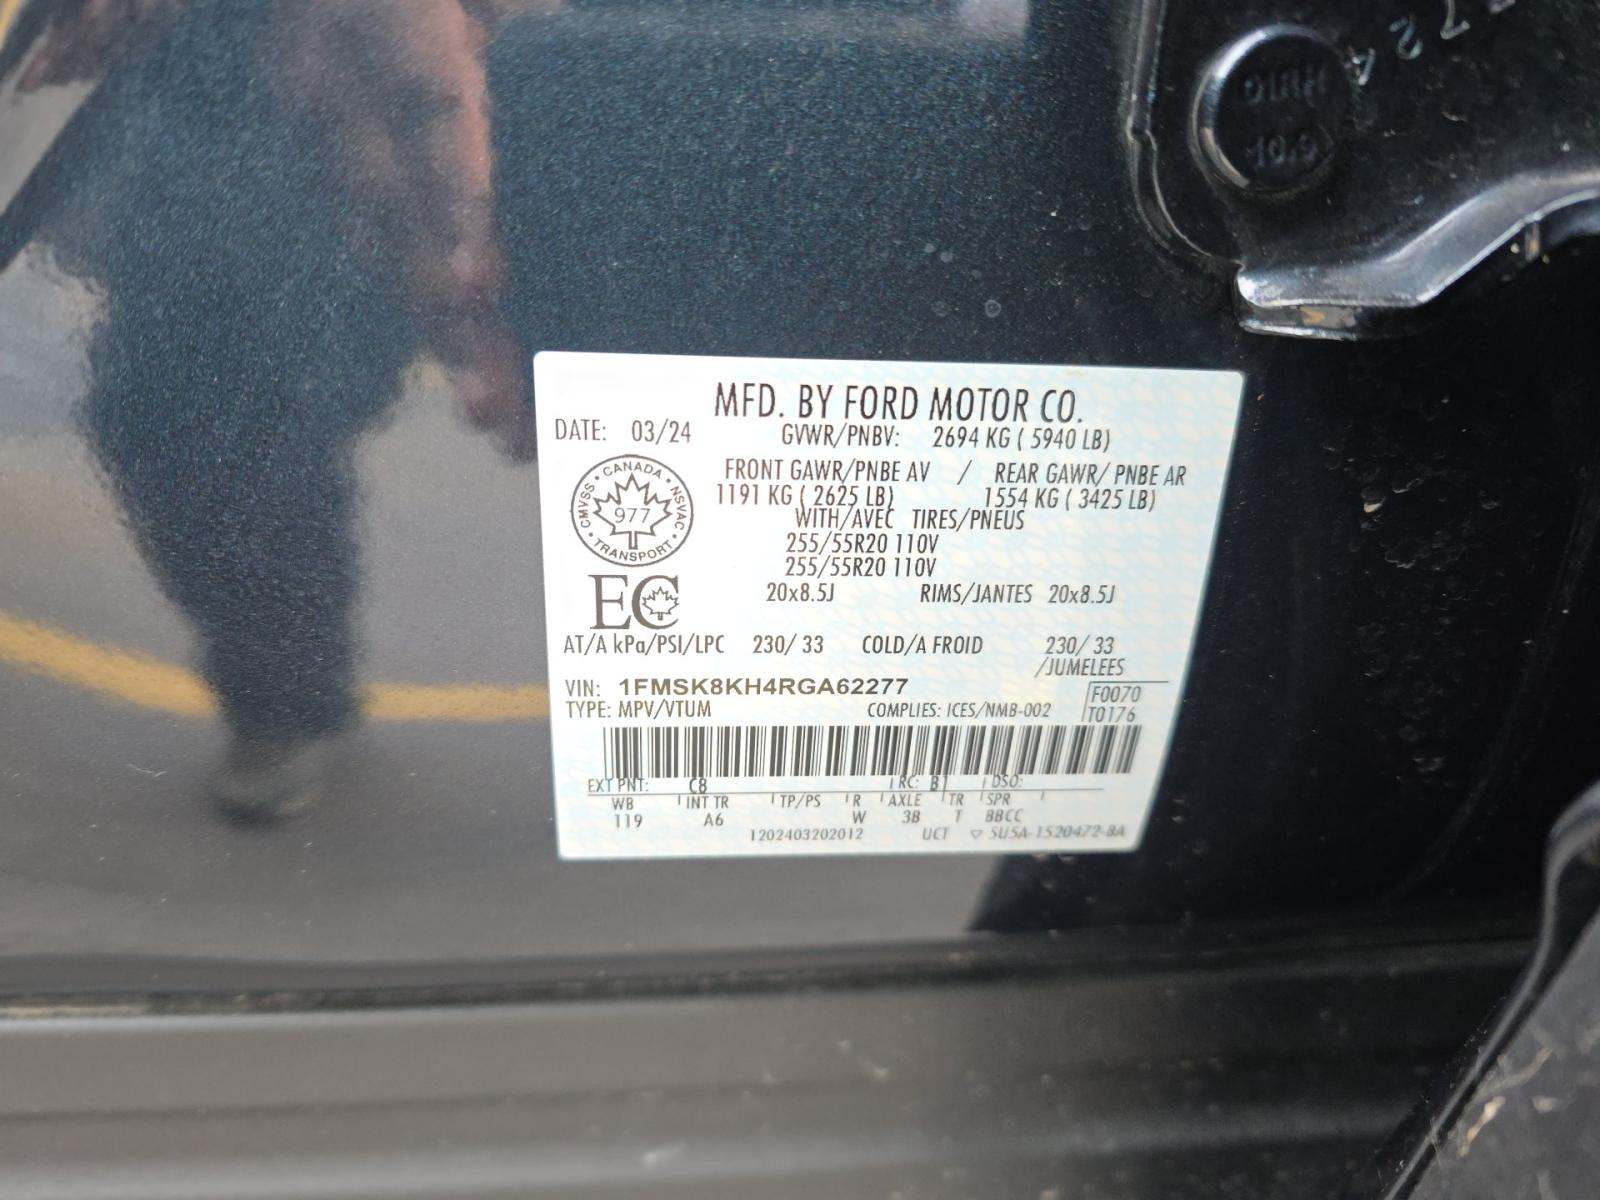 572A
10.9
MFD. BY FORD MOTOR CO.
DATE: 03/24
GVWR/PNBV: 2694 KG ( 5940 LB)
FRONT GAWR/PNBE AV / REAR GAWR/ PNBE AR
1191 KG ( 2625 LB) 1554 KG ( 3425 LB)
WITH/AVEC TIRES/PNEUS
255/55R20 110V
255/55R20 110V
20x8.5J RIMS/JANTES 20x8.5J
CMVSS • CANADA • NSVAC • TRANSPORT •
977
EC
AT/A kPa/PSI/LPC 230/ 33 COLD/A FROID 230/ 33
/JUMELEES
VIN: 1FMSK8KH4RGA62277
TYPE: MPV/VTUM COMPLIES: ICES/NMB-002
F0070
T0176
EXT PNT: C8 RC: B1 DSO:
WB INT TR TP/PS R AXLE TR SPR
119 A6 W 3B T BBCC
1202403202012 UCT ▽ 5U5A-1520472-BA